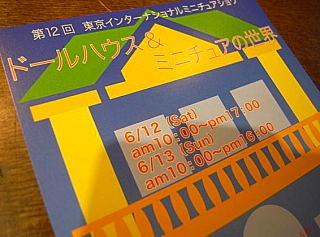 第12回 東京インターナショナルミニチュアショウ
ドールハウス &
ミニチュアの世界
6/12 (Sat)
am10:00~pm17:00
6/13 (Sun)
am10:00~pm16:00